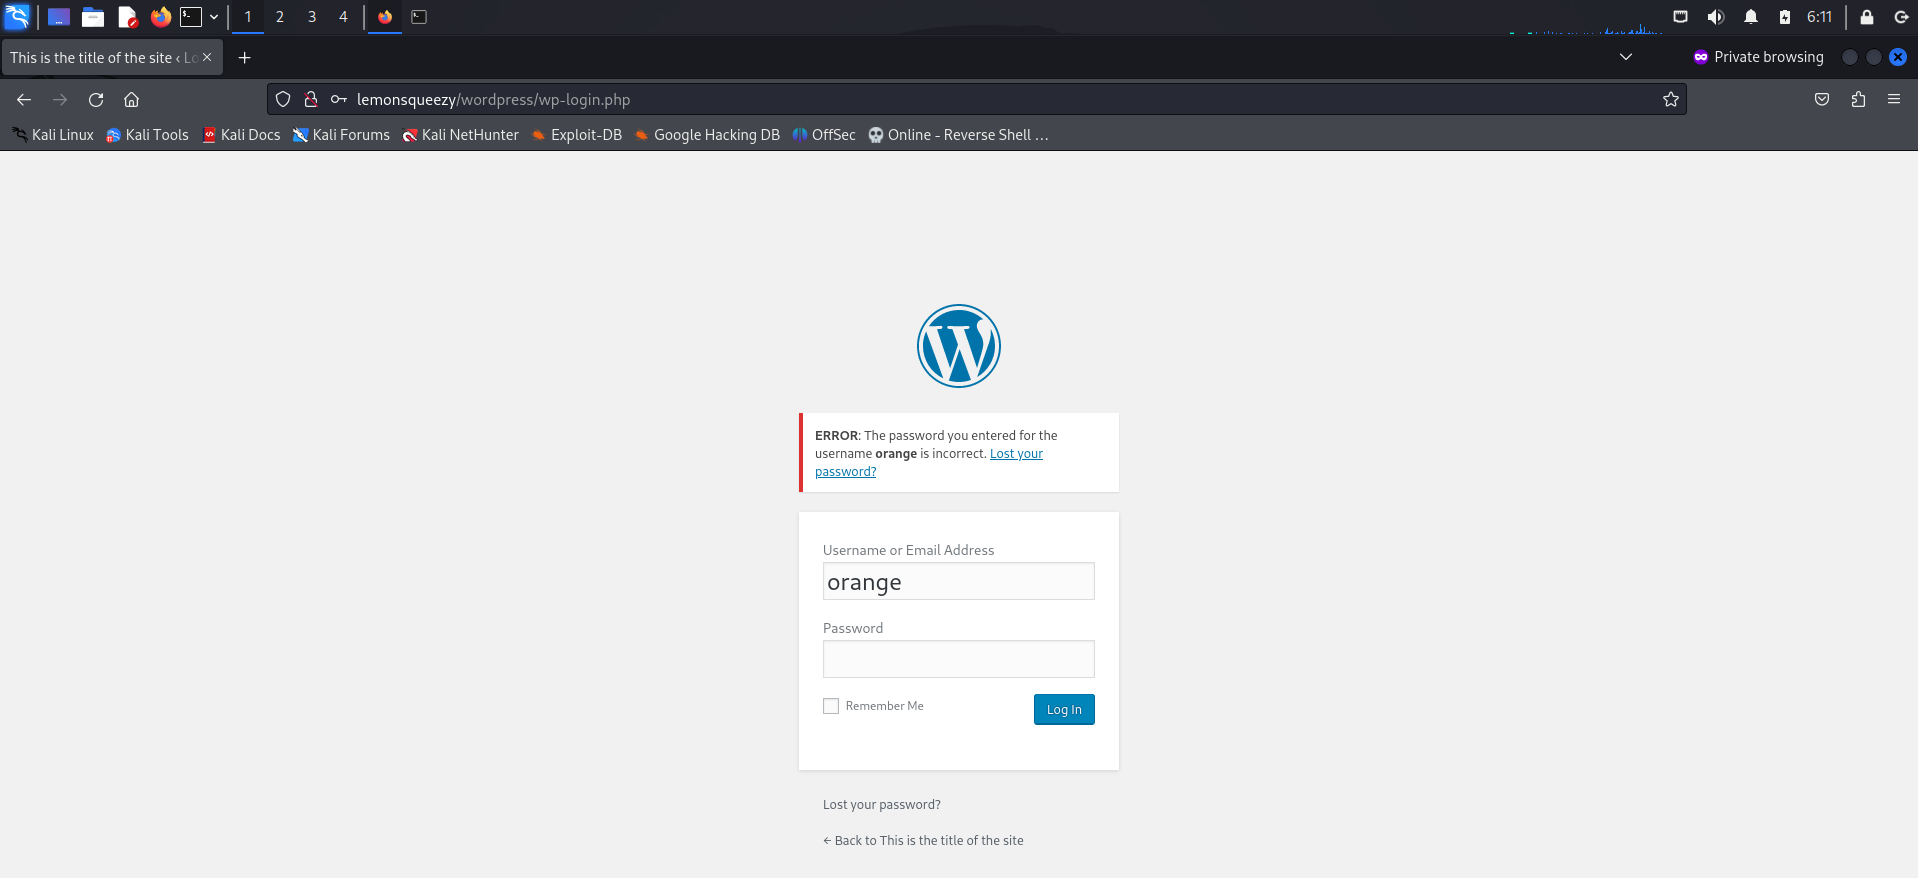 1 2 3 4 6:11
This is the title of the site ‹ Lo Private browsing
lemonsqueezy/wordpress/wp-login.php
Kali Linux Kali Tools Kali Docs Kali Forums Kali NetHunter Exploit-DB Google Hacking DB OffSec Online - Reverse Shell …
ERROR: The password you entered for the
username orange is incorrect. Lost your
password?
Username or Email Address
orange
Password
Remember Me Log In
Lost your password?
← Back to This is the title of the site